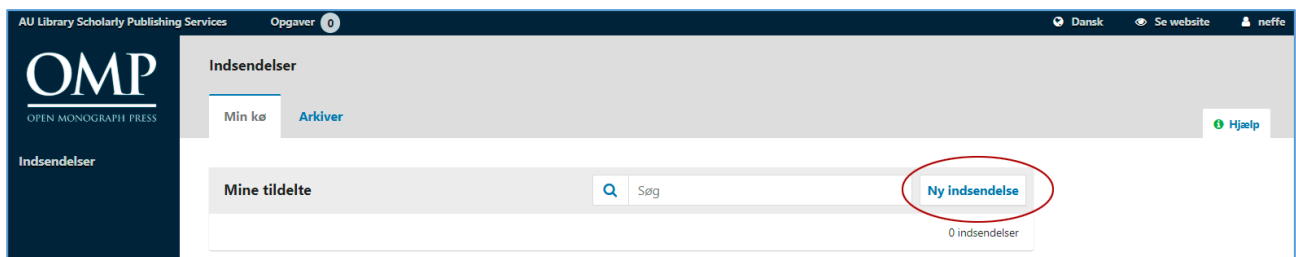 AU Library Scholarly Publishing Services Opgaver 0 Dansk Se website neffe
OMP
OPEN MONOGRAPH PRESS
Indsendelser
Indsendelser
Min kø Arkiver
Hjælp
Mine tildelte Søg Ny indsendelse
0 indsendelser